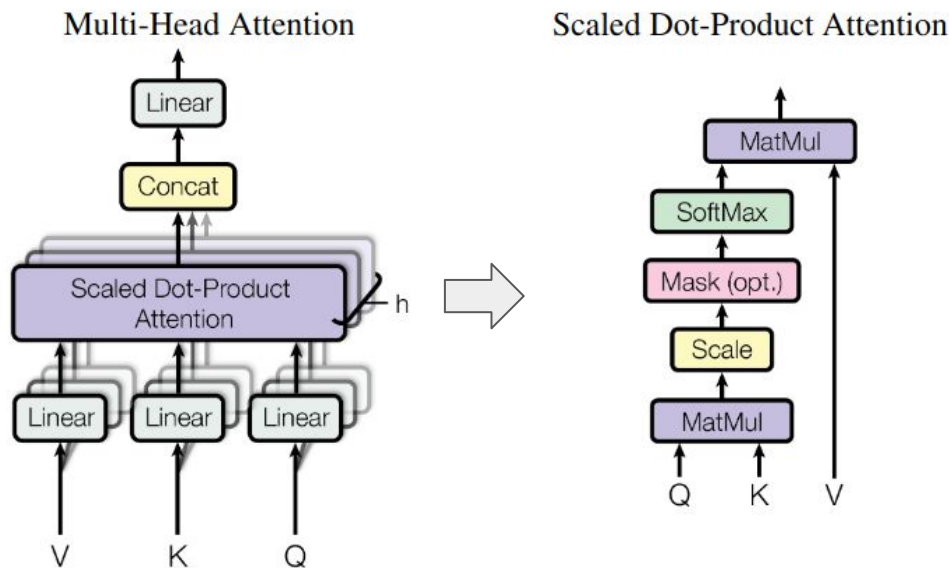 Multi-Head Attention
Linear
Concat
Scaled Dot-Product
Attention
h
Linear
Linear
Linear
V
K
Q
Scaled Dot-Product Attention
MatMul
SoftMax
Mask (opt.)
Scale
MatMul
Q
K
V